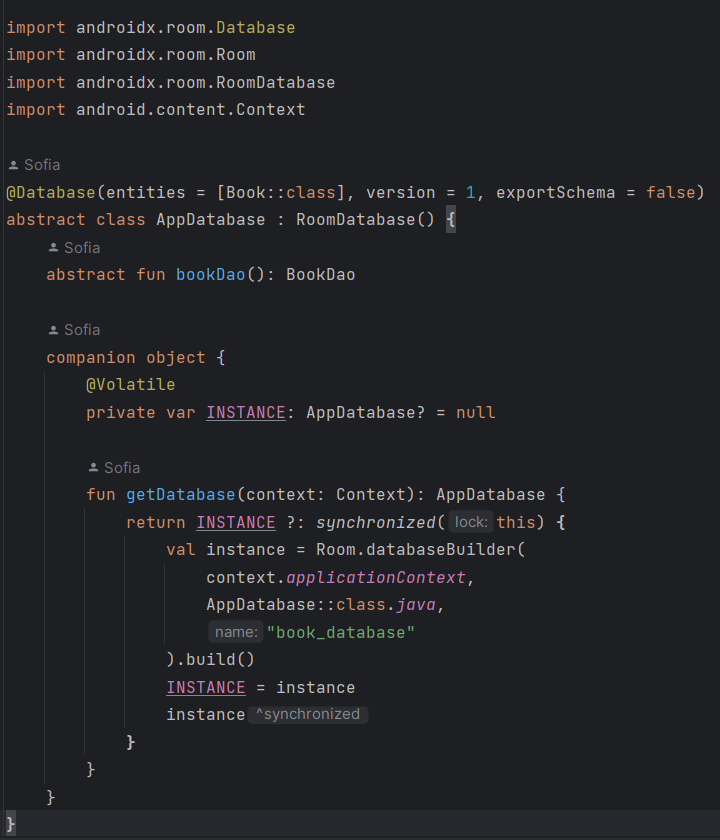 import androidx.room.Database
import androidx.room.Room
import androidx.room.RoomDatabase
import android.content.Context
Sofia
@Database(entities = [Book::class], version = 1, exportSchema = false)
abstract class AppDatabase : RoomDatabase() {
Sofia
abstract fun bookDao(): BookDao
Sofia
companion object {
@Volatile
private var INSTANCE: AppDatabase? = null
Sofia
fun getDatabase(context: Context): AppDatabase {
return INSTANCE ?: synchronized( lock: this) {
val instance = Room.databaseBuilder(
context.applicationContext,
AppDatabase::class.java,
name: "book_database"
).build()
INSTANCE = instance
instance ^synchronized
}
}
}
}